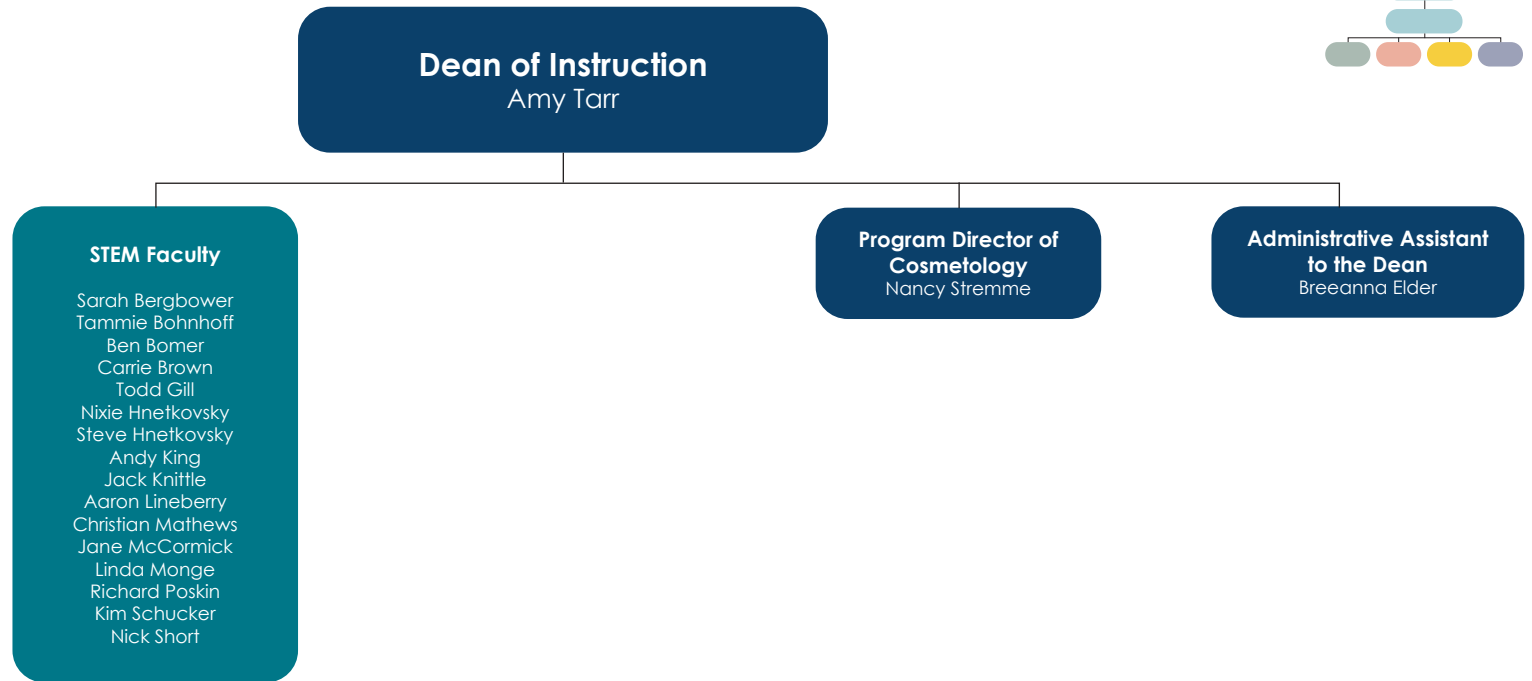 Dean of Instruction
Amy Tarr
STEM Faculty
Sarah Bergbower
Tammie Bohnhoff
Ben Bomer
Carrie Brown
Todd Gill
Nixie Hnetkovsky
Steve Hnetkovsky
Andy King
Jack Knittle
Aaron Lineberry
Christian Mathews
Jane McCormick
Linda Monge
Richard Poskin
Kim Schucker
Nick Short
Program Director of
Cosmetology
Nancy Stremme
Administrative Assistant
to the Dean
Breeanna Elder